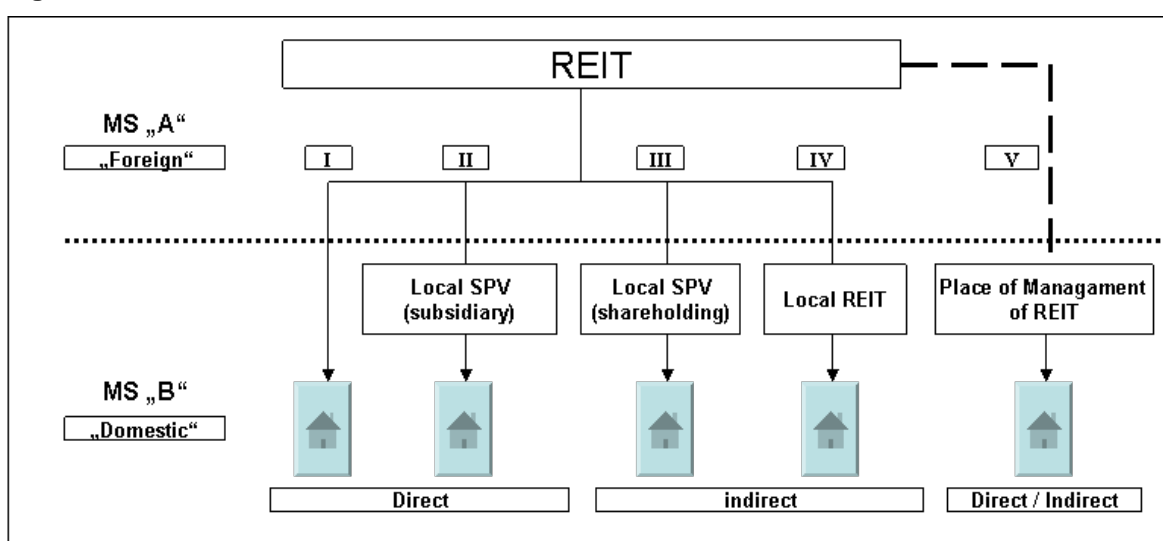 REIT
MS „A“
„Foreign“
I
II
III
IV
V
Local SPV
(subsidiary)
Local SPV
(shareholding)
Local REIT
Place of Managament
of REIT
MS „B“
„Domestic“
Direct
indirect
Direct / Indirect